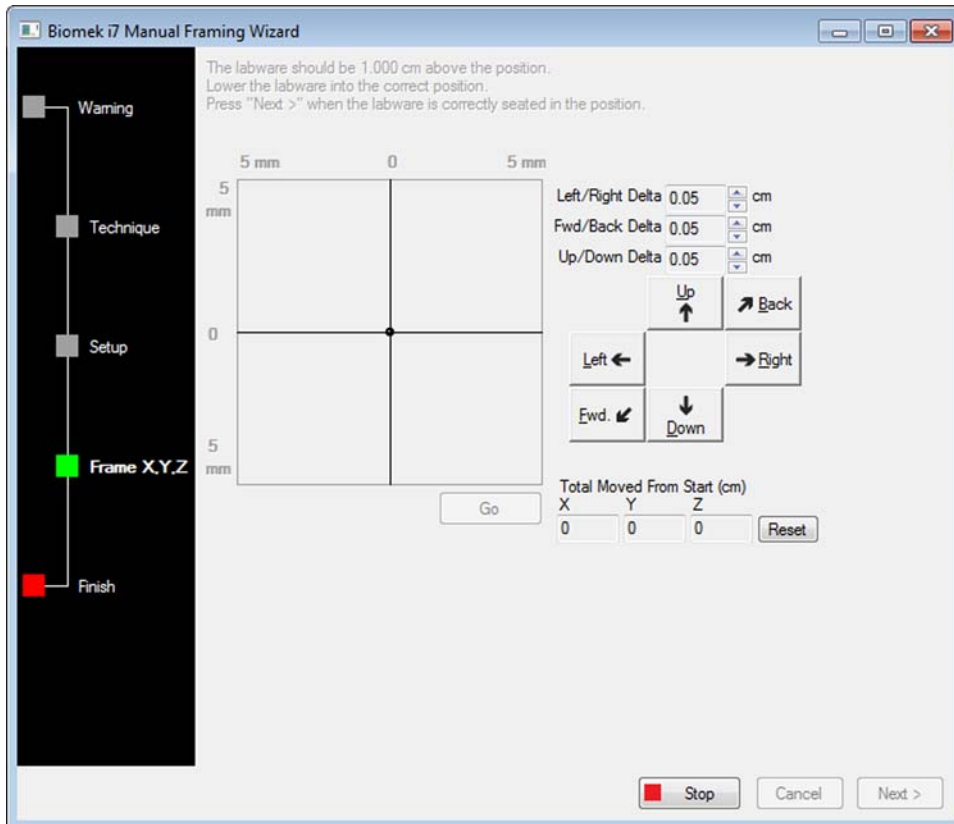 Biomek i7 Manual Framing Wizard
The labware should be 1.000 cm above the position.
Lower the labware into the correct position.
Press "Next >" when the labware is correctly seated in the position.
Warning
Technique
Setup
Frame X,Y,Z
Finish
5 mm 0 5 mm
5
mm
0
5
mm
Go
Left/Right Delta 0.05 cm
Fwd/Back Delta 0.05 cm
Up/Down Delta 0.05 cm
Up
Back
Left
Right
Fwd.
Down
Total Moved From Start (cm)
X Y Z
0 0 0 Reset
Stop Cancel Next >